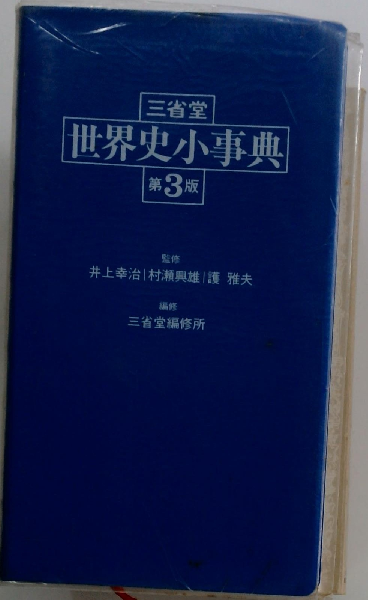 三省堂
世界史小事典
第3版
監修
井上幸治|村瀬興雄|護 雅夫
編修
三省堂編修所